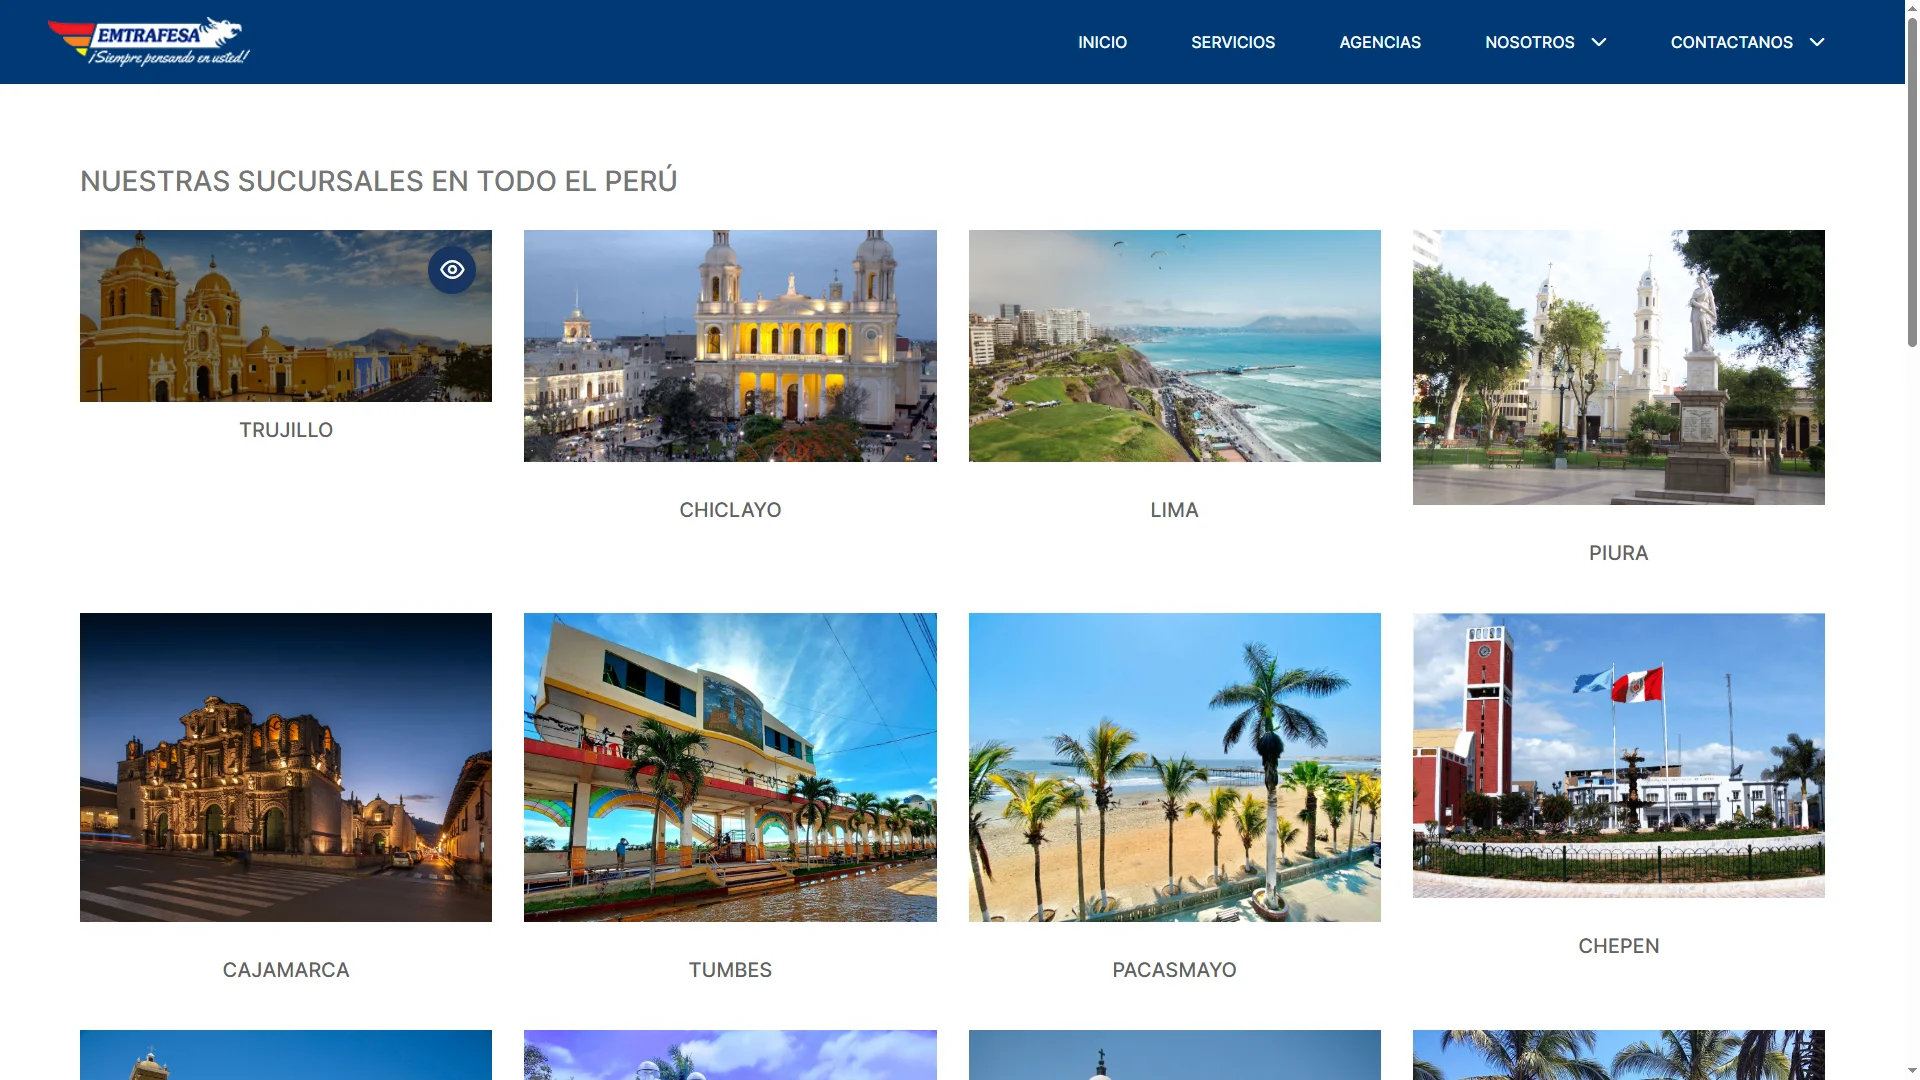 EMTRAFESA
¡Siempre pensando en usted!
INICIO
SERVICIOS
AGENCIAS
NOSOTROS
CONTACTANOS
NUESTRAS SUCURSALES EN TODO EL PERÚ
TRUJILLO
CHICLAYO
LIMA
PIURA
CAJAMARCA
TUMBES
PACASMAYO
CHEPEN